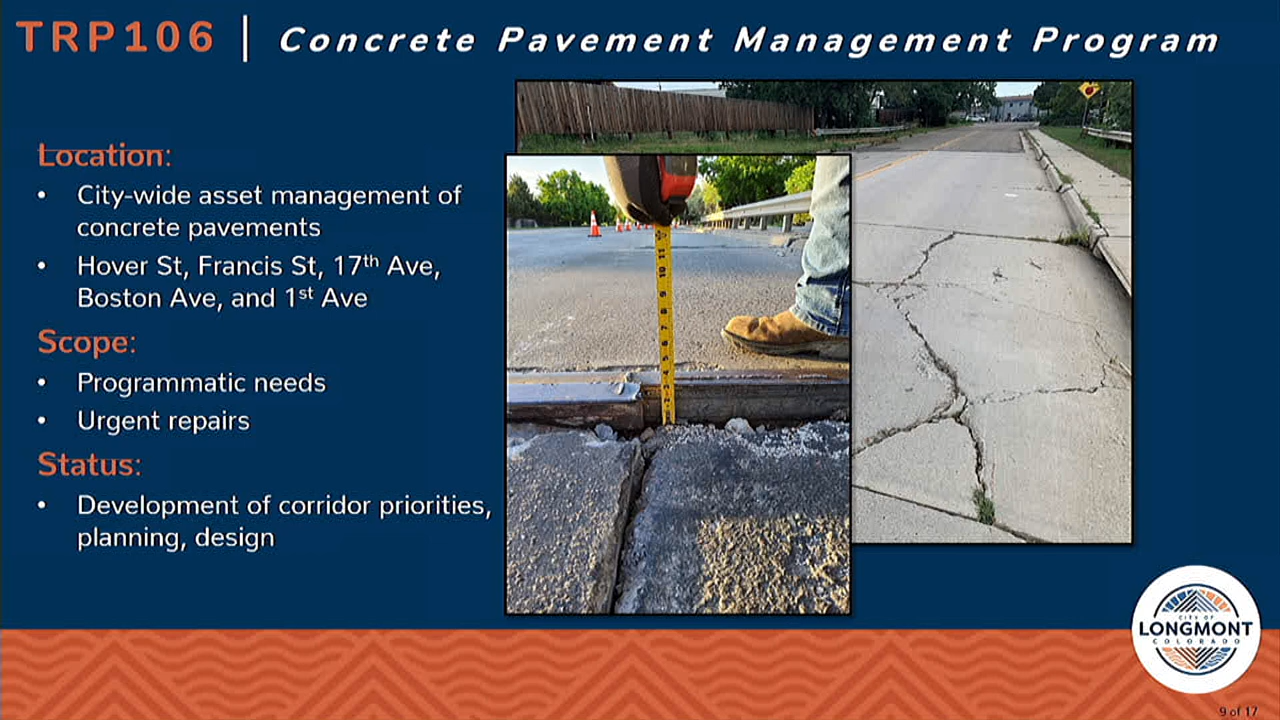 TRP106 | Concrete Pavement Management Program
Location:
• City-wide asset management of
concrete pavements
• Hover St, Francis St, 17th Ave,
Boston Ave, and 1st Ave
Scope:
• Programmatic needs
• Urgent repairs
Status:
• Development of corridor priorities,
planning, design
CITY OF
LONGMONT
COLORADO
9 of 17